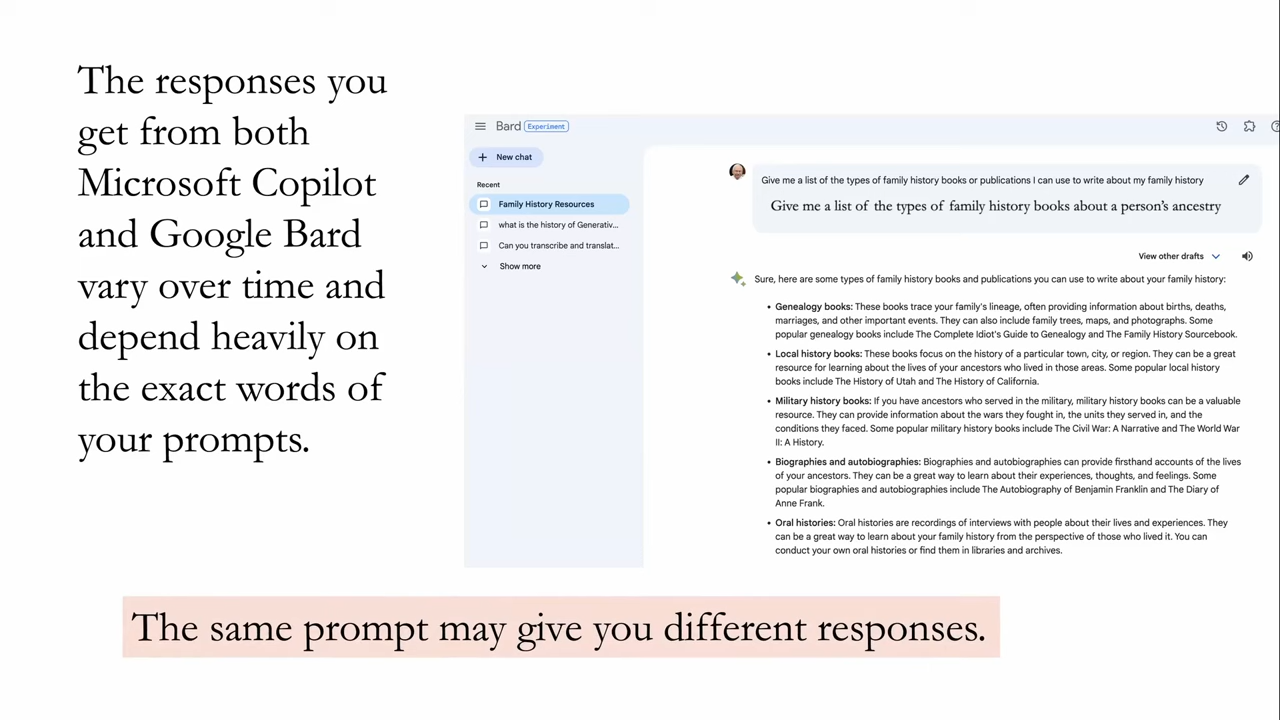 The responses you
get from both
Microsoft Copilot
and Google Bard
vary over time and
depend heavily on
the exact words of
your prompts.
Bard Experiment
New chat
Recent
Family History Resources
what is the history of Generativ...
Can you transcribe and translat...
Show more
Give me a list of the types of family history books or publications I can use to write about my family history
Give me a list of the types of family history books about a person's ancestry
View other drafts
Sure, here are some types of family history books and publications you can use to write about your family history:
• Genealogy books: These books trace your family's lineage, often providing information about births, deaths,
marriages, and other important events. They can also include family trees, maps, and photographs. Some
popular genealogy books include The Complete Idiot's Guide to Genealogy and The Family History Sourcebook.
• Local history books: These books focus on the history of a particular town, city, or region. They can be a great
resource for learning about the lives of your ancestors who lived in those areas. Some popular local history
books include The History of Utah and The History of California.
• Military history books: If you have ancestors who served in the military, military history books can be a valuable
resource. They can provide information about the wars they fought in, the units they served in, and the
conditions they faced. Some popular military history books include The Civil War: A Narrative and The World War
II: A History.
• Biographies and autobiographies: Biographies and autobiographies can provide firsthand accounts of the lives
of your ancestors. They can be a great way to learn about their experiences, thoughts, and feelings. Some
popular biographies and autobiographies include The Autobiography of Benjamin Franklin and The Diary of
Anne Frank.
• Oral histories: Oral histories are recordings of interviews with people about their lives and experiences. They
can be a great way to learn about your family history from the perspective of those who lived it. You can
conduct your own oral histories or find them in libraries and archives.
The same prompt may give you different responses.